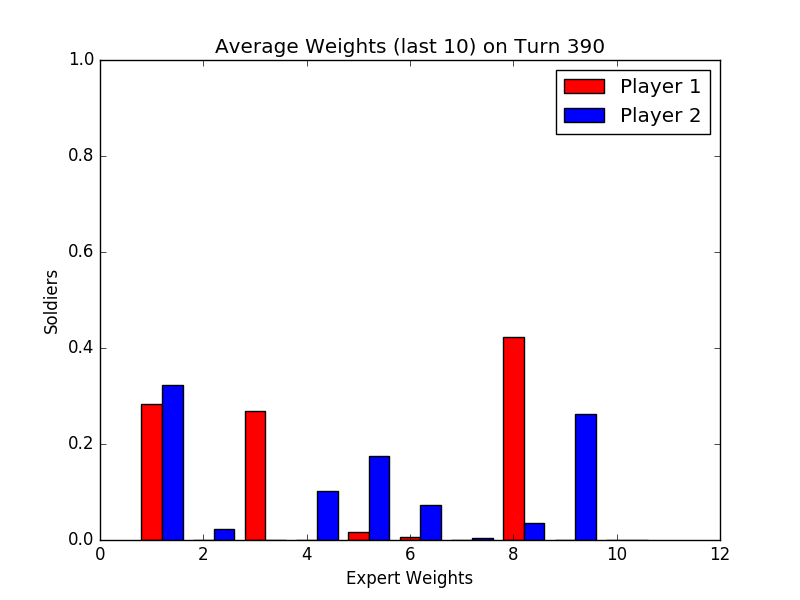 Average Weights (last 10) on Turn 390
1.0
0.8
0.6
0.4
0.2
0.0
Soldiers
Player 1
Player 2
0 2 4 6 8 10 12
Expert Weights